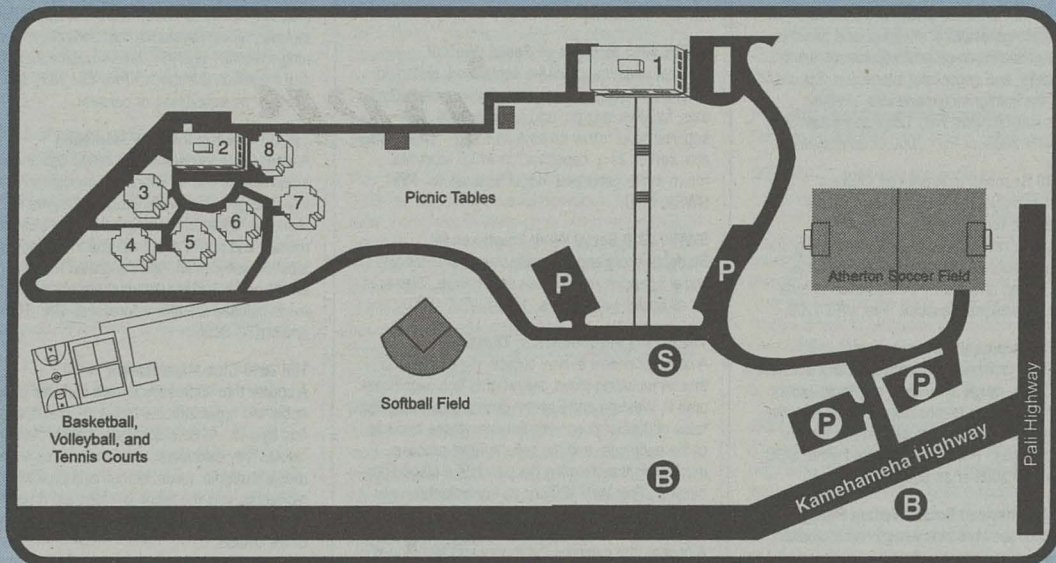 1
2
8
3
7
6
4
5
Picnic Tables
P
P
Atherton Soccer Field
S
P
P
Softball Field
Basketball,
Volleyball, and
Tennis Courts
B
B
Kamehameha Highway
Pali Highway